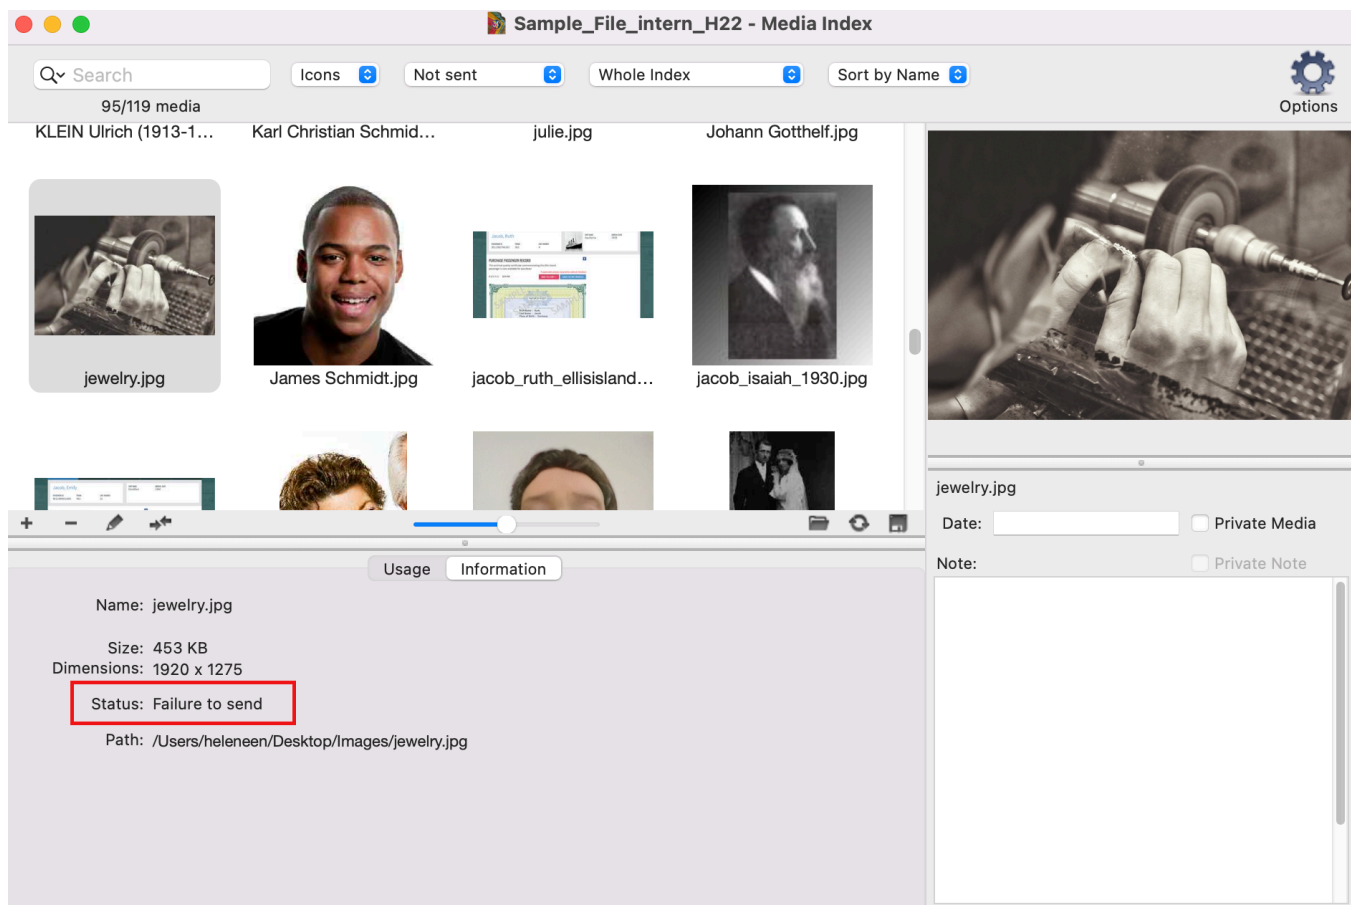 Sample_File_intern_H22 - Media Index
Search
Icons
Not sent
Whole Index
Sort by Name
95/119 media
Options
KLEIN Ulrich (1913-1...
Karl Christian Schmid...
julie.jpg
Johann Gotthelf.jpg
PURCHASE PASSENGER RECORD
jewelry.jpg
James Schmidt.jpg
jacob_ruth_ellisisland...
jacob_isaiah_1930.jpg
jewelry.jpg
Date:
Private Media
Note:
Private Note
Usage
Information
Name: jewelry.jpg
Size: 453 KB
Dimensions: 1920 x 1275
Status: Failure to send
Path: /Users/heleneen/Desktop/Images/jewelry.jpg